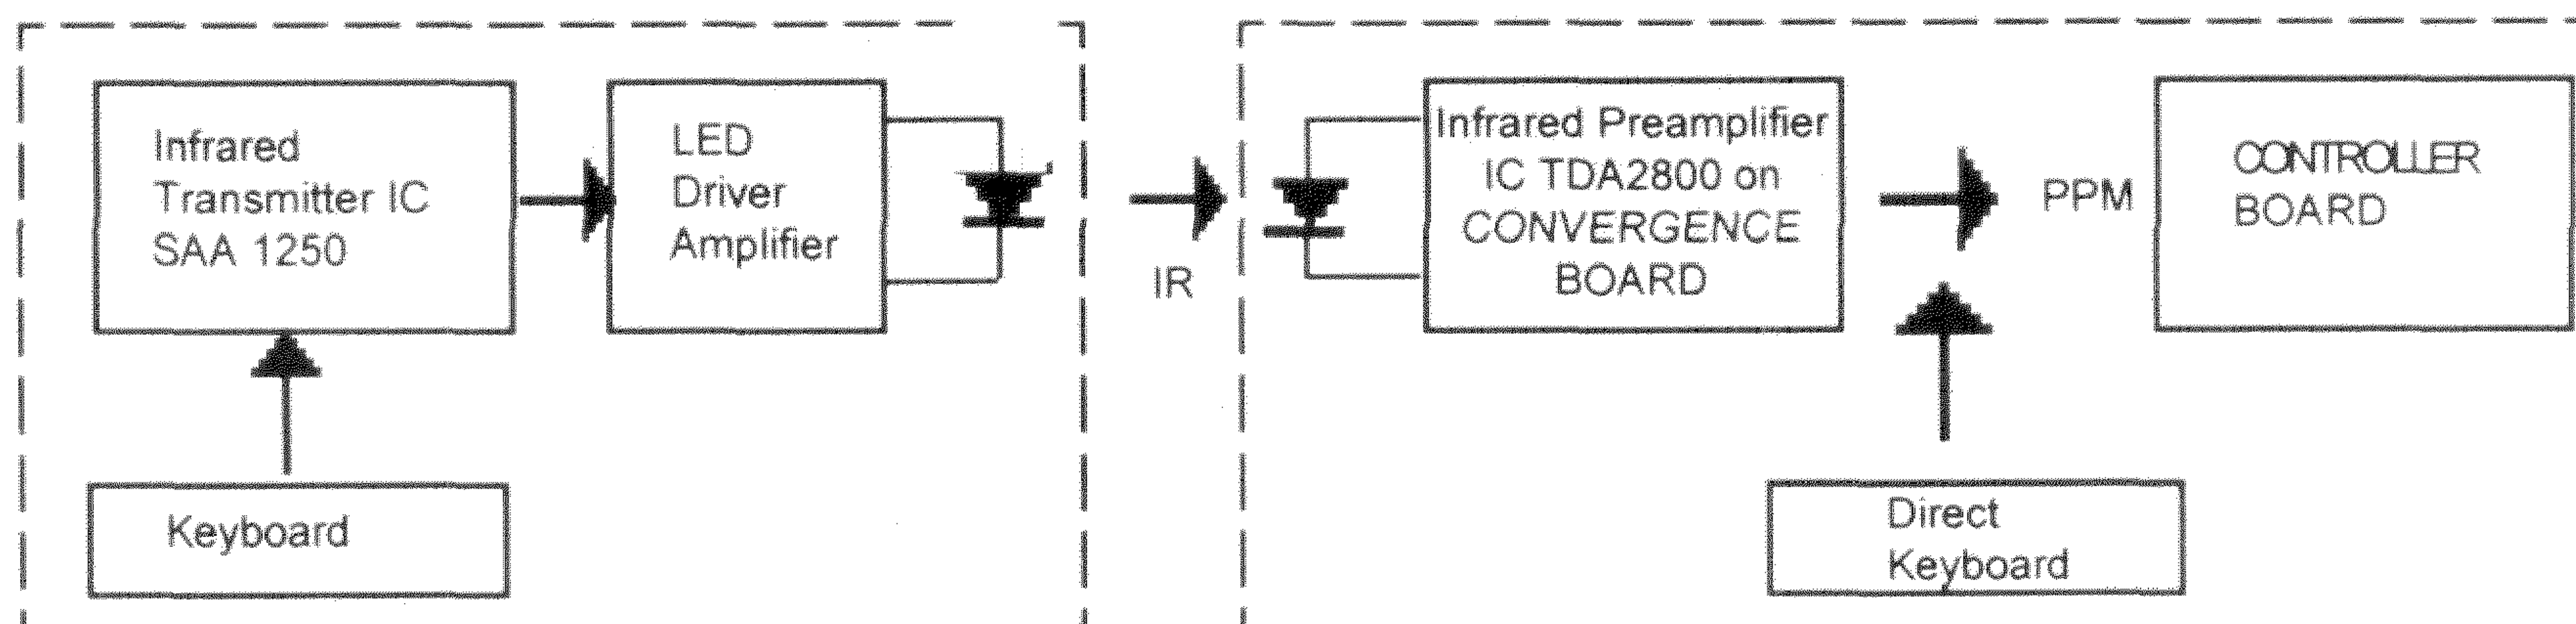 Infrared
Transmitter IC
SAA 1250
LED
Driver
Amplifier
IR
Infrared Preamplifier
IC TDA2800 on
CONVERGENCE
BOARD
PPM
CONTROLLER
BOARD
Keyboard
Direct
Keyboard